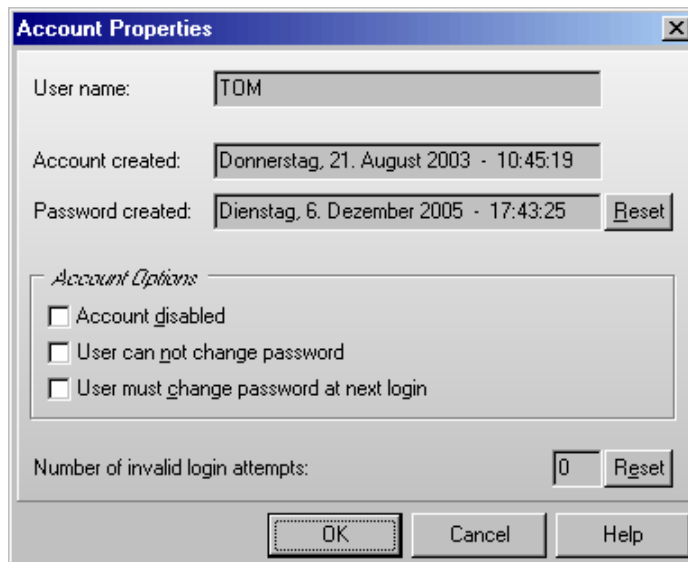 Account Properties
User name: TOM
Account created: Donnerstag, 21. August 2003 - 10:45:19
Password created: Dienstag, 6. Dezember 2005 - 17:43:25 Reset
Account Options
Account disabled
User can not change password
User must change password at next login
Number of invalid login attempts: 0 Reset
OK Cancel Help